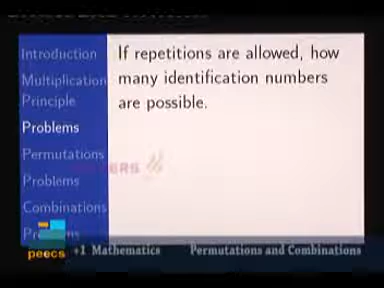 Introduction
Multiplication
Principle
Problems
Permutations
Problems
Combinations
If repetitions are allowed, how
many identification numbers
are possible.
peecs
+1 Mathematics
Permutations and Combinations